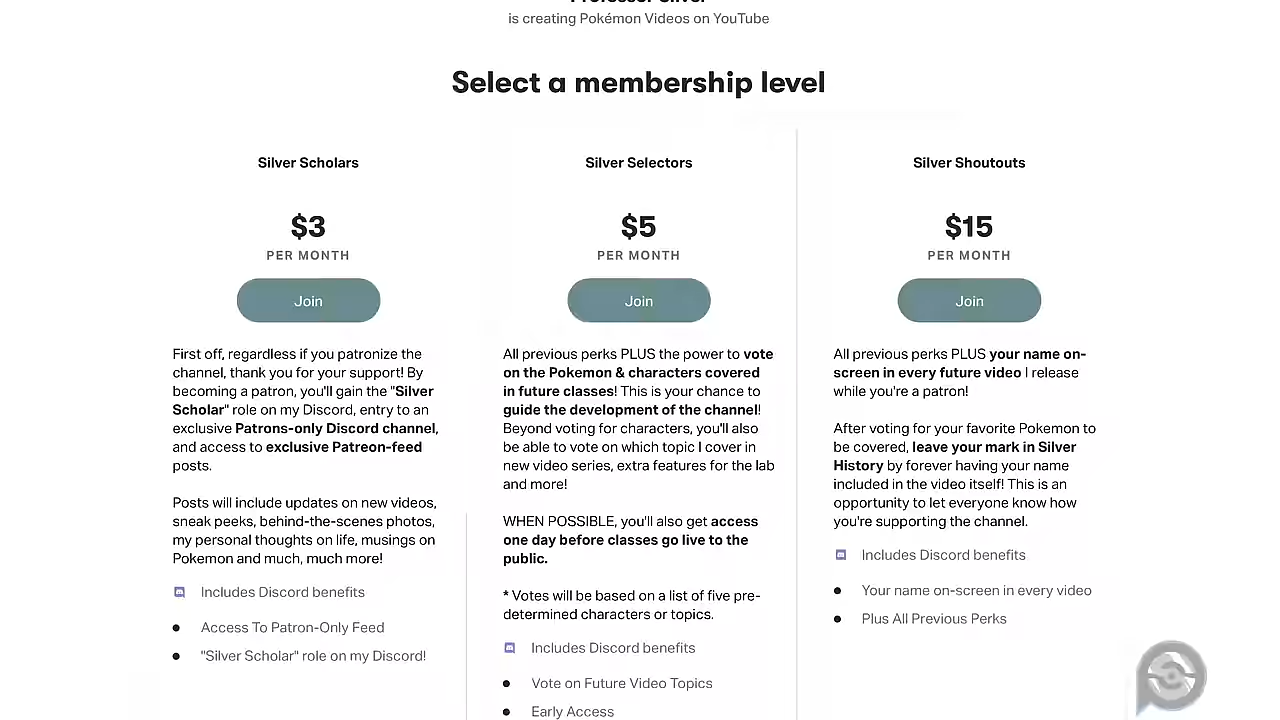 Professor Silver
is creating Pokémon Videos on YouTube
Select a membership level
Silver Scholars
$3
PER MONTH
Join
First off, regardless if you patronize the
channel, thank you for your support! By
becoming a patron, you'll gain the "Silver
Scholar" role on my Discord, entry to an
exclusive Patrons-only Discord channel,
and access to exclusive Patreon-feed
posts.
Posts will include updates on new videos,
sneak peeks, behind-the-scenes photos,
my personal thoughts on life, musings on
Pokemon and much, much more!
Includes Discord benefits
● Access To Patron-Only Feed
● "Silver Scholar" role on my Discord!
Silver Selectors
$5
PER MONTH
Join
All previous perks PLUS the power to vote
on the Pokemon & characters covered
in future classes! This is your chance to
guide the development of the channel!
Beyond voting for characters, you'll also
be able to vote on which topic I cover in
new video series, extra features for the lab
and more!
WHEN POSSIBLE, you'll also get access
one day before classes go live to the
public.
* Votes will be based on a list of five pre-
determined characters or topics.
Includes Discord benefits
● Vote on Future Video Topics
● Early Access
Silver Shoutouts
$15
PER MONTH
Join
All previous perks PLUS your name on-
screen in every future video I release
while you're a patron!
After voting for your favorite Pokemon to
be covered, leave your mark in Silver
History by forever having your name
included in the video itself! This is an
opportunity to let everyone know how
you're supporting the channel.
Includes Discord benefits
● Your name on-screen in every video
● Plus All Previous Perks